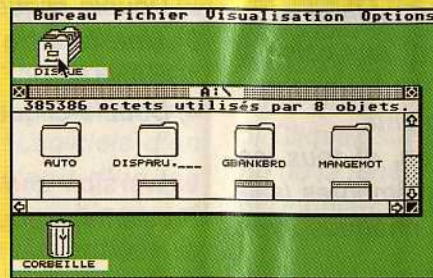 Bureau Fichier Visualisation Options
A
DISQUE
A:\
385386 octets utilisés par 8 objets.
AUTO DISPARU.___ GBANKBRD MANGEMOT
CORBEILLE